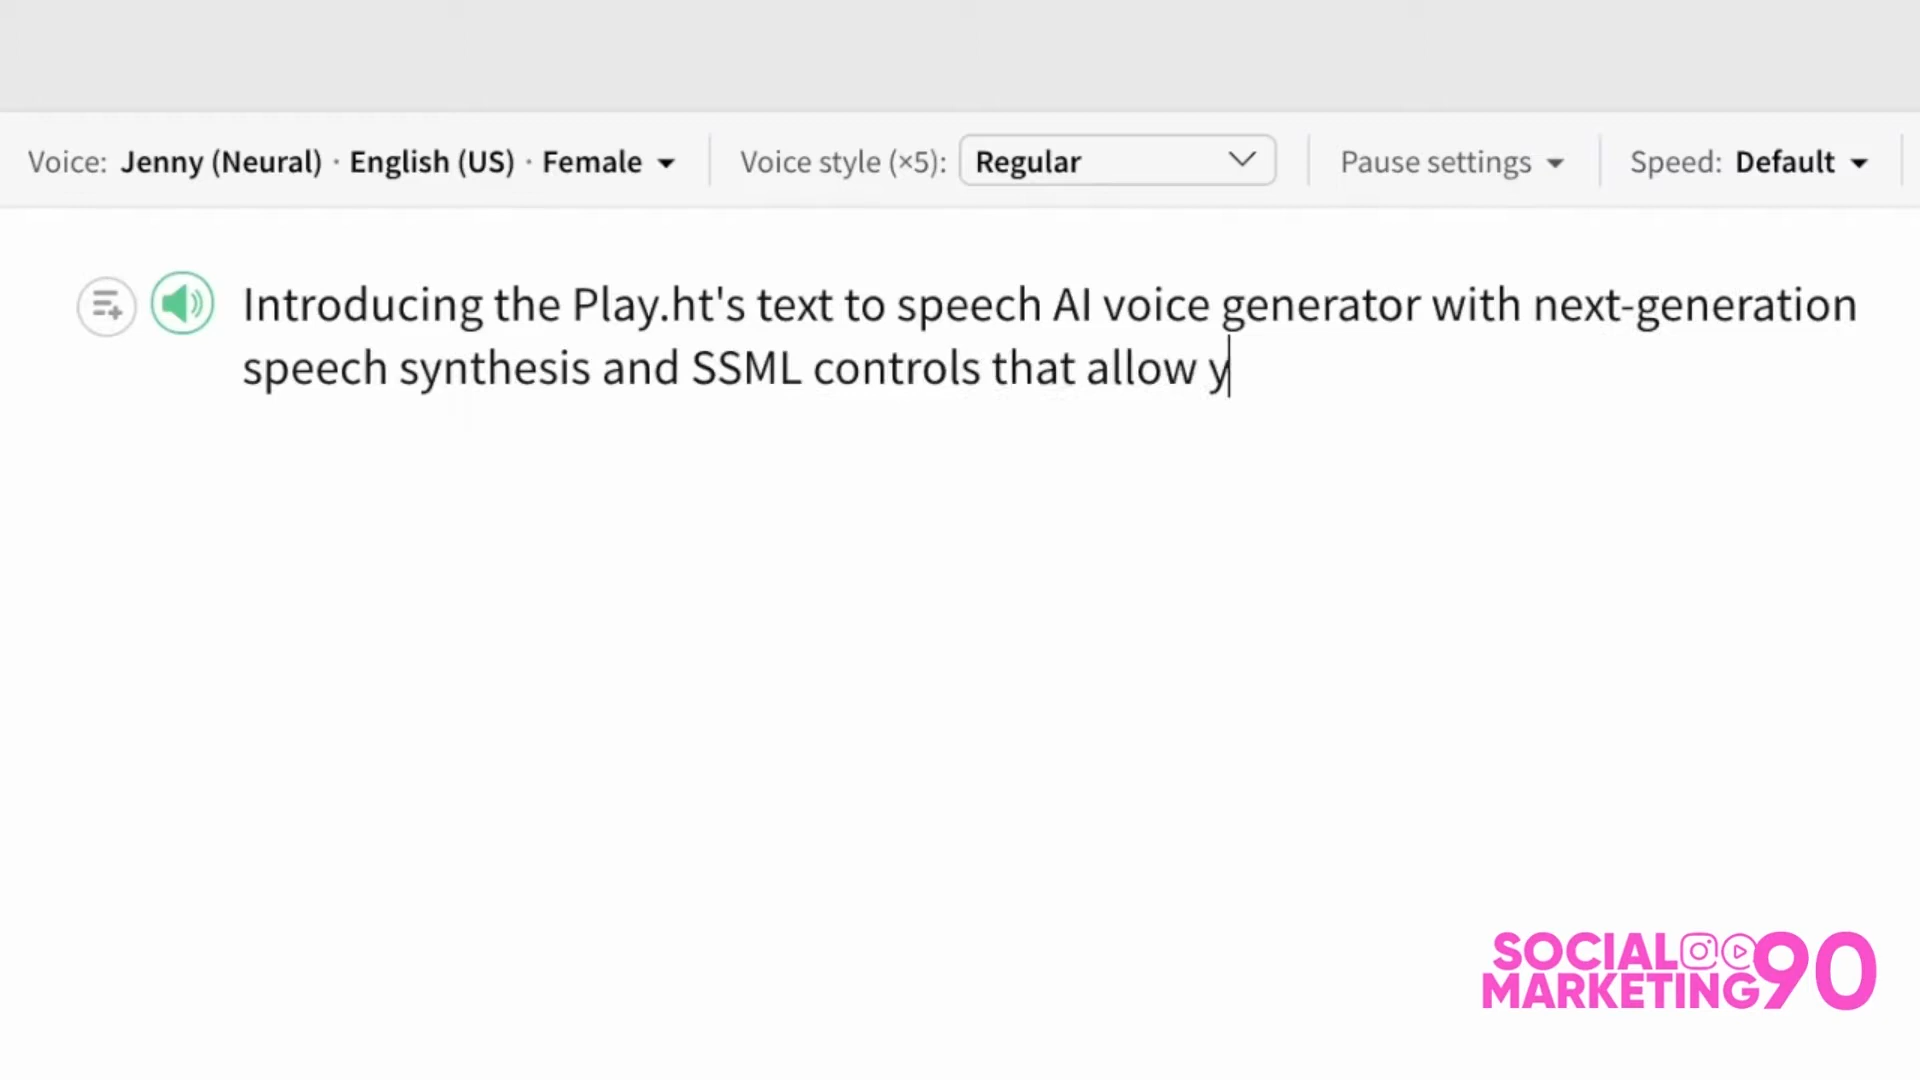 Voice: Jenny (Neural) · English (US) · Female Voice style (×5): Regular Pause settings Speed: Default
Introducing the Play.ht's text to speech AI voice generator with next-generation
speech synthesis and SSML controls that allow y
SOCIAL
MARKETING90